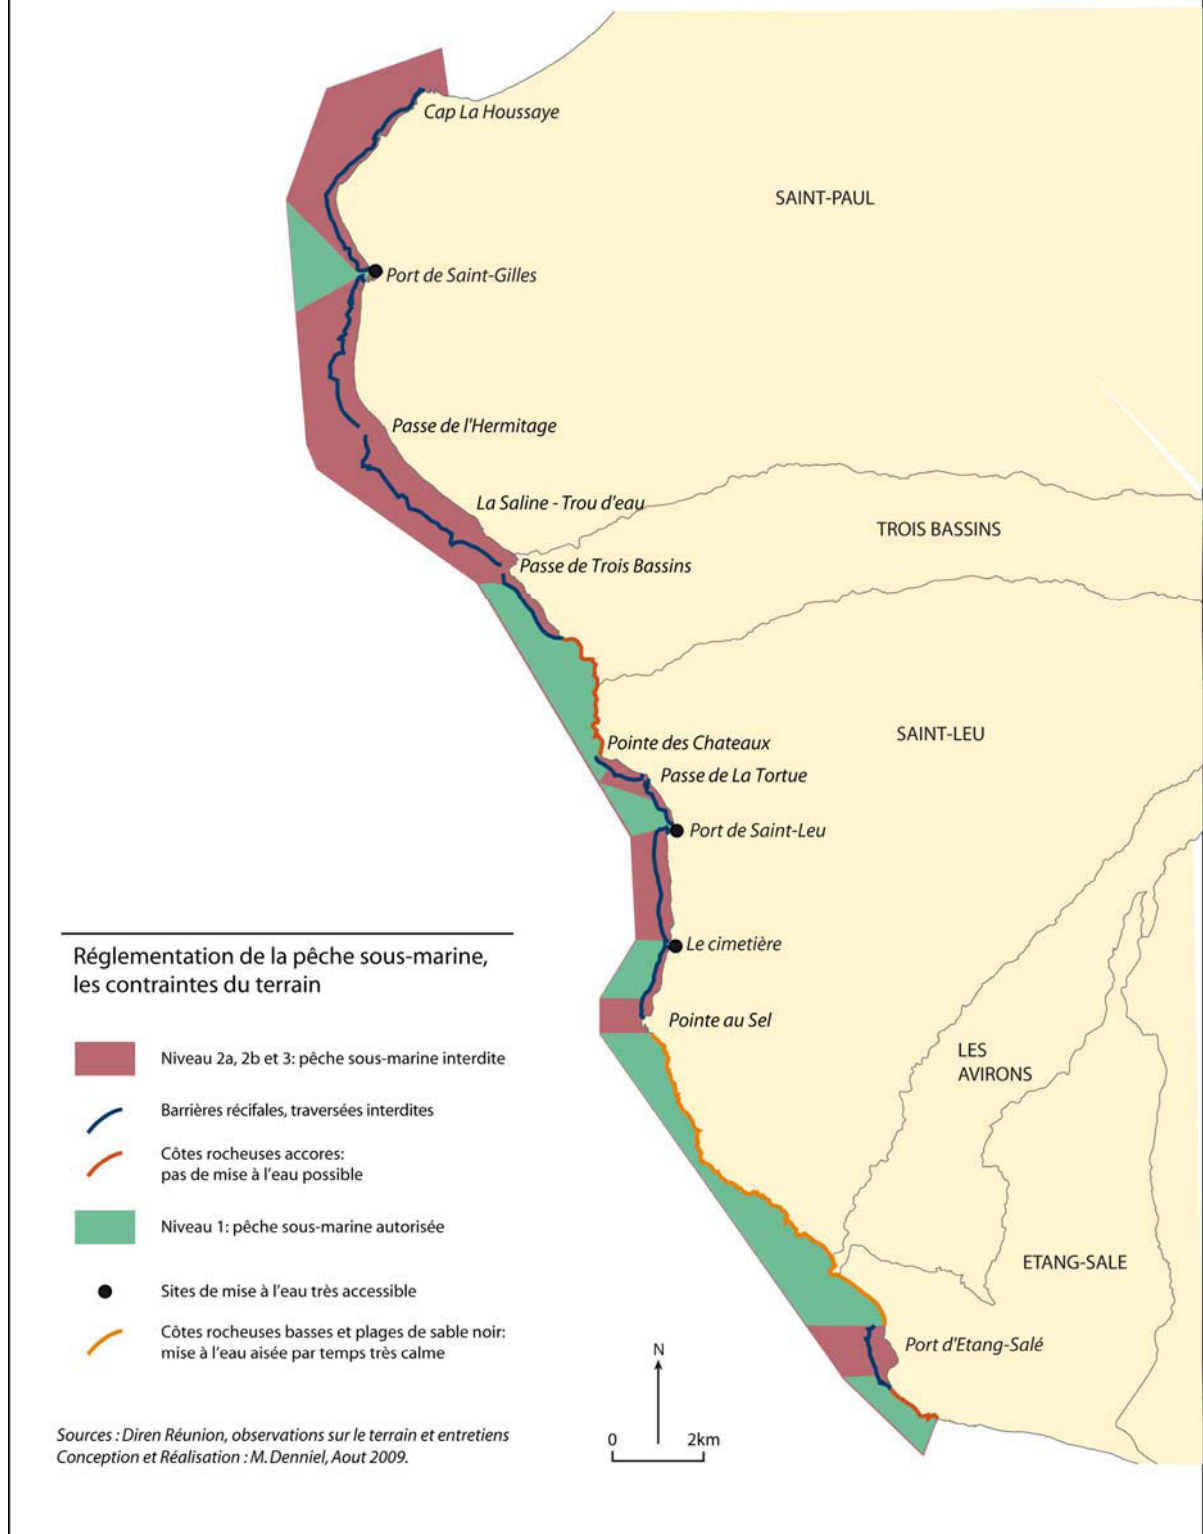 Cap La Houssaye
SAINT-PAUL
Port de Saint-Gilles
Passe de l'Hermitage
La Saline - Trou d'eau
TROIS BASSINS
Passe de Trois Bassins
SAINT-LEU
Pointe des Chateaux
Passe de La Tortue
Port de Saint-Leu
Le cimetière
Pointe au Sel
LES
AVIRONS
ETANG-SALE
Port d'Etang-Salé
Réglementation de la pêche sous-marine,
les contraintes du terrain
Niveau 2a, 2b et 3: pêche sous-marine interdite
Barrières récifales, traversées interdites
Côtes rocheuses accores:
pas de mise à l'eau possible
Niveau 1: pêche sous-marine autorisée
Sites de mise à l'eau très accessible
Côtes rocheuses basses et plages de sable noir:
mise à l'eau aisée par temps très calme
N
0 2km
Sources : Diren Réunion, observations sur le terrain et entretiens
Conception et Réalisation : M. Denniel, Aout 2009.